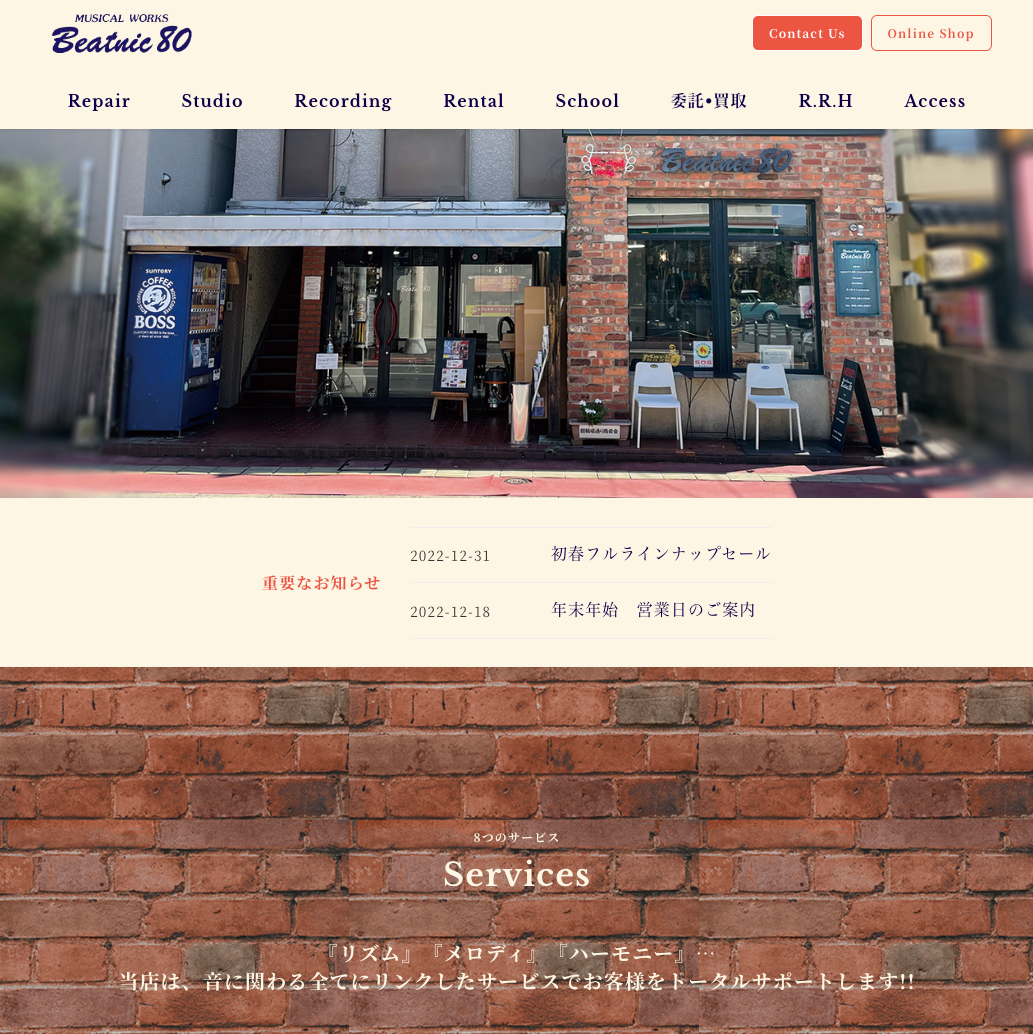 MUSICAL WORKS
Beatnic 80
Contact Us
Online Shop
Repair
Studio
Recording
Rental
School
委託•買取
R.R.H
Access
Beatnic 80
SUNTORY
COFFEE
BOSS
Beatnic 80
Beatnic 80
重要なお知らせ
2022-12-31
初春フルラインナップセール
2022-12-18
年末年始 営業日のご案内
8つのサービス
Services
『リズム』『メロディ』『ハーモニー』…
当店は、音に関わる全てにリンクしたサービスでお客様をトータルサポートします!!